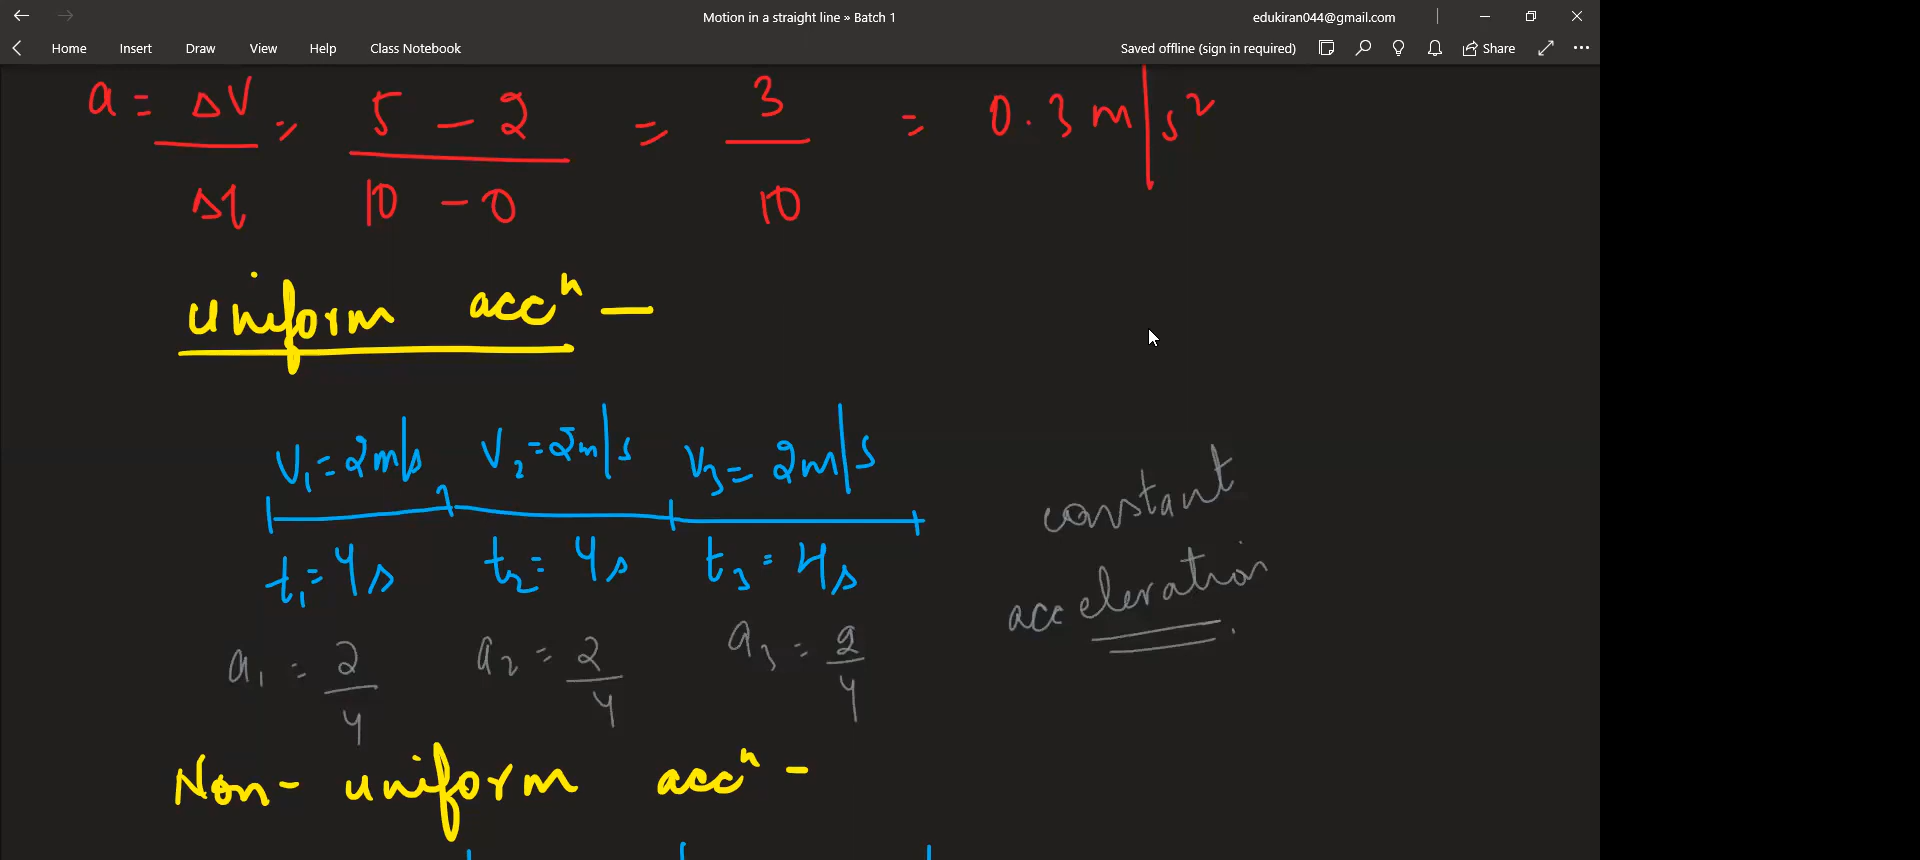 Motion in a straight line » Batch 1
edukiran044@gmail.com
Home Insert Draw View Help Class Notebook
Saved offline (sign in required) Share
a = ΔV/Δt = 5 - 2/10 - 0 = 3/10 = 0.3 m/s²
uniform accⁿ —
V₁ = 2m/s V₂ = 2m/s V₃ = 2m/s
t₁ = 4s t₂ = 4s t₃ = 4s
constant
acceleration
a₁ = 2/4 a₂ = 2/4 a₃ = 2/4
Non-uniform accⁿ -